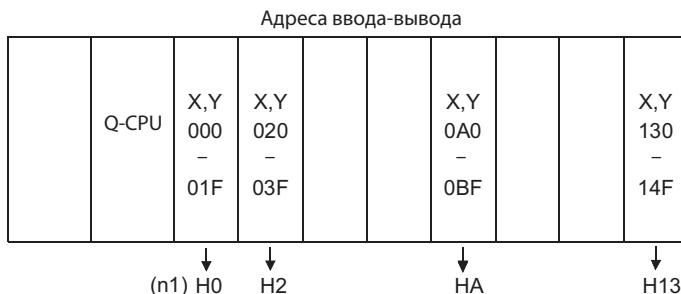 Адреса ввода-вывода
Q-CPU
X,Y
000
–
01F
X,Y
020
–
03F
X,Y
0A0
–
0BF
X,Y
130
–
14F
(n1) H0 H2 HA H13